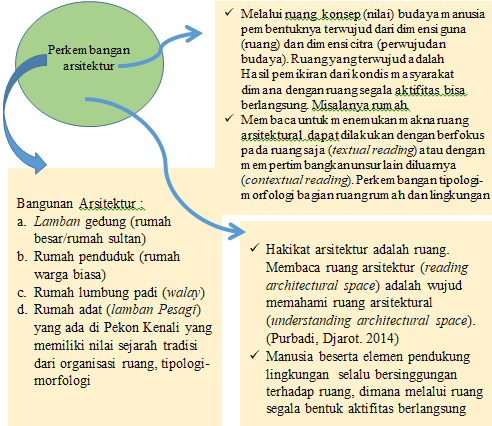 Perkembangan
arsitektur
✓ Melalui ruang konsep (nilai) budaya manusia
pembentuknya terwujud dari dimensi guna
(ruang) dan dimensi citra (perwujudan
budaya). Ruang yang terwujud adalah
Hasil pemikiran dari kondis masyarakat
dimana dengan ruang segala aktifitas bisa
berlangsung. Misalanya rumah.
✓ Membaca untuk menemukan makna ruang
arsitektural dapat dilakukan dengan berfokus
pada ruang saja (textual reading) atau dengan
mempertimbangkan unsur lain diluarnya
(contextual reading). Perkembangan tipologi-
morfologi bagian ruang rumah dan lingkungan
Bangunan Arsitektur :
a. Lamban gedung (rumah
besar/rumah sultan)
b. Rumah penduduk (rumah
warga biasa)
c. Rumah lumbung padi (walay)
d. Rumah adat (lamban Pesagi)
yang ada di Pekon Kenali yang
memiliki nilai sejarah tradisi
dari organisasi ruang, tipologi-
morfologi
✓ Hakikat arsitektur adalah ruang.
Membaca ruang arsitektur (reading
architectural space) adalah wujud
memahami ruang arsitektural
(understanding architectural space).
(Purbadi, Djarot. 2014)
✓ Manusia beserta elemen pendukung
lingkungan selalu bersinggungan
terhadap ruang, dimana melalui ruang
segala bentuk aktifitas berlangsung